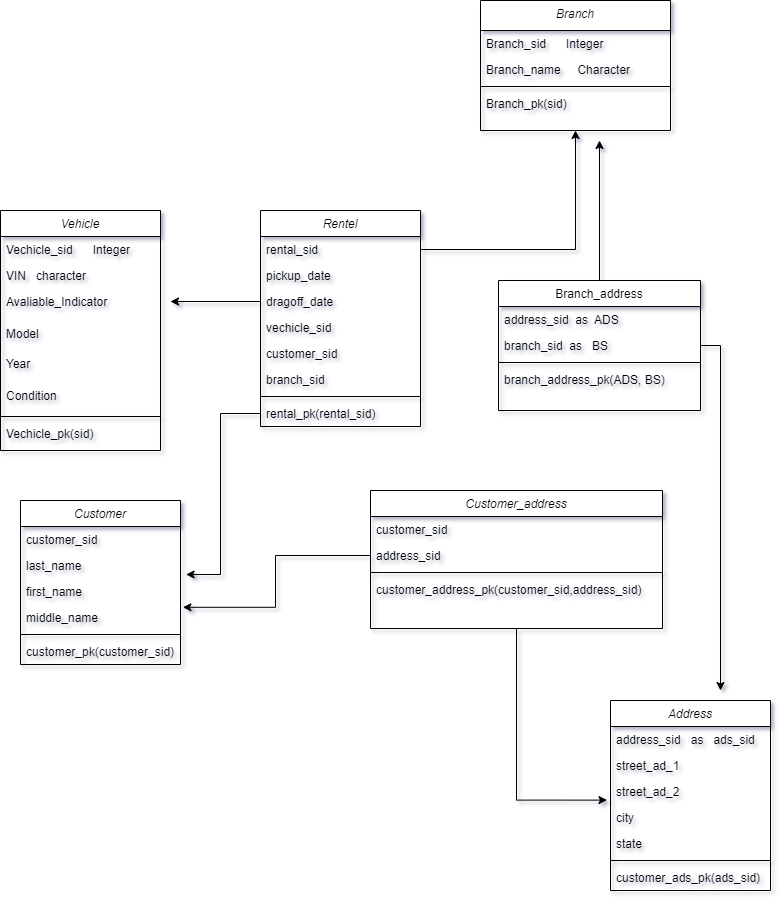 Branch
Branch_sid Integer
Branch_name Character
Branch_pk(sid)
Vehicle
Vechicle_sid Integer
VIN character
Avaliable_Indicator
Model
Year
Condition
Vechicle_pk(sid)
Rentel
rental_sid
pickup_date
dragoff_date
vechicle_sid
customer_sid
branch_sid
rental_pk(rental_sid)
Branch_address
address_sid as ADS
branch_sid as BS
branch_address_pk(ADS, BS)
Customer
customer_sid
last_name
first_name
middle_name
customer_pk(customer_sid)
Customer_address
customer_sid
address_sid
customer_address_pk(customer_sid,address_sid)
Address
address_sid as ads_sid
street_ad_1
street_ad_2
city
state
customer_ads_pk(ads_sid)